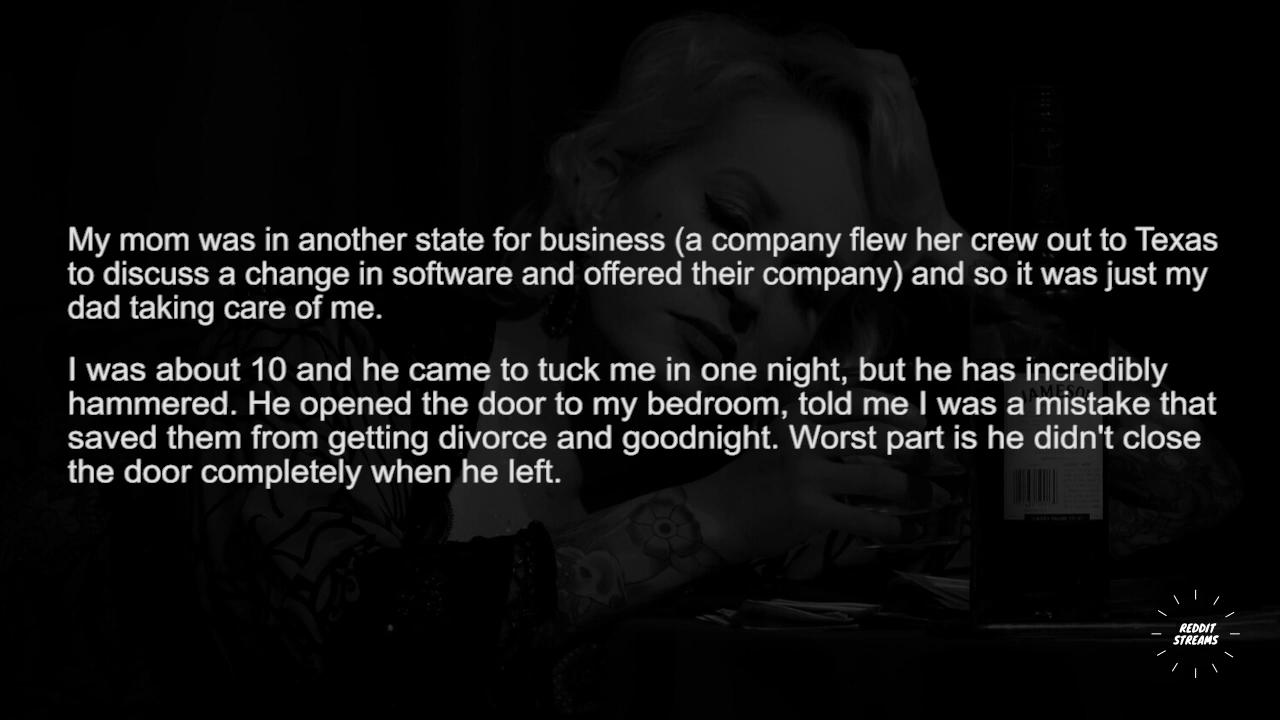 My mom was in another state for business (a company flew her crew out to Texas
to discuss a change in software and offered their company) and so it was just my
dad taking care of me.
I was about 10 and he came to tuck me in one night, but he has incredibly
hammered. He opened the door to my bedroom, told me I was a mistake that
saved them from getting divorce and goodnight. Worst part is he didn't close
the door completely when he left.
JAMESON
REDDIT
STREAMS